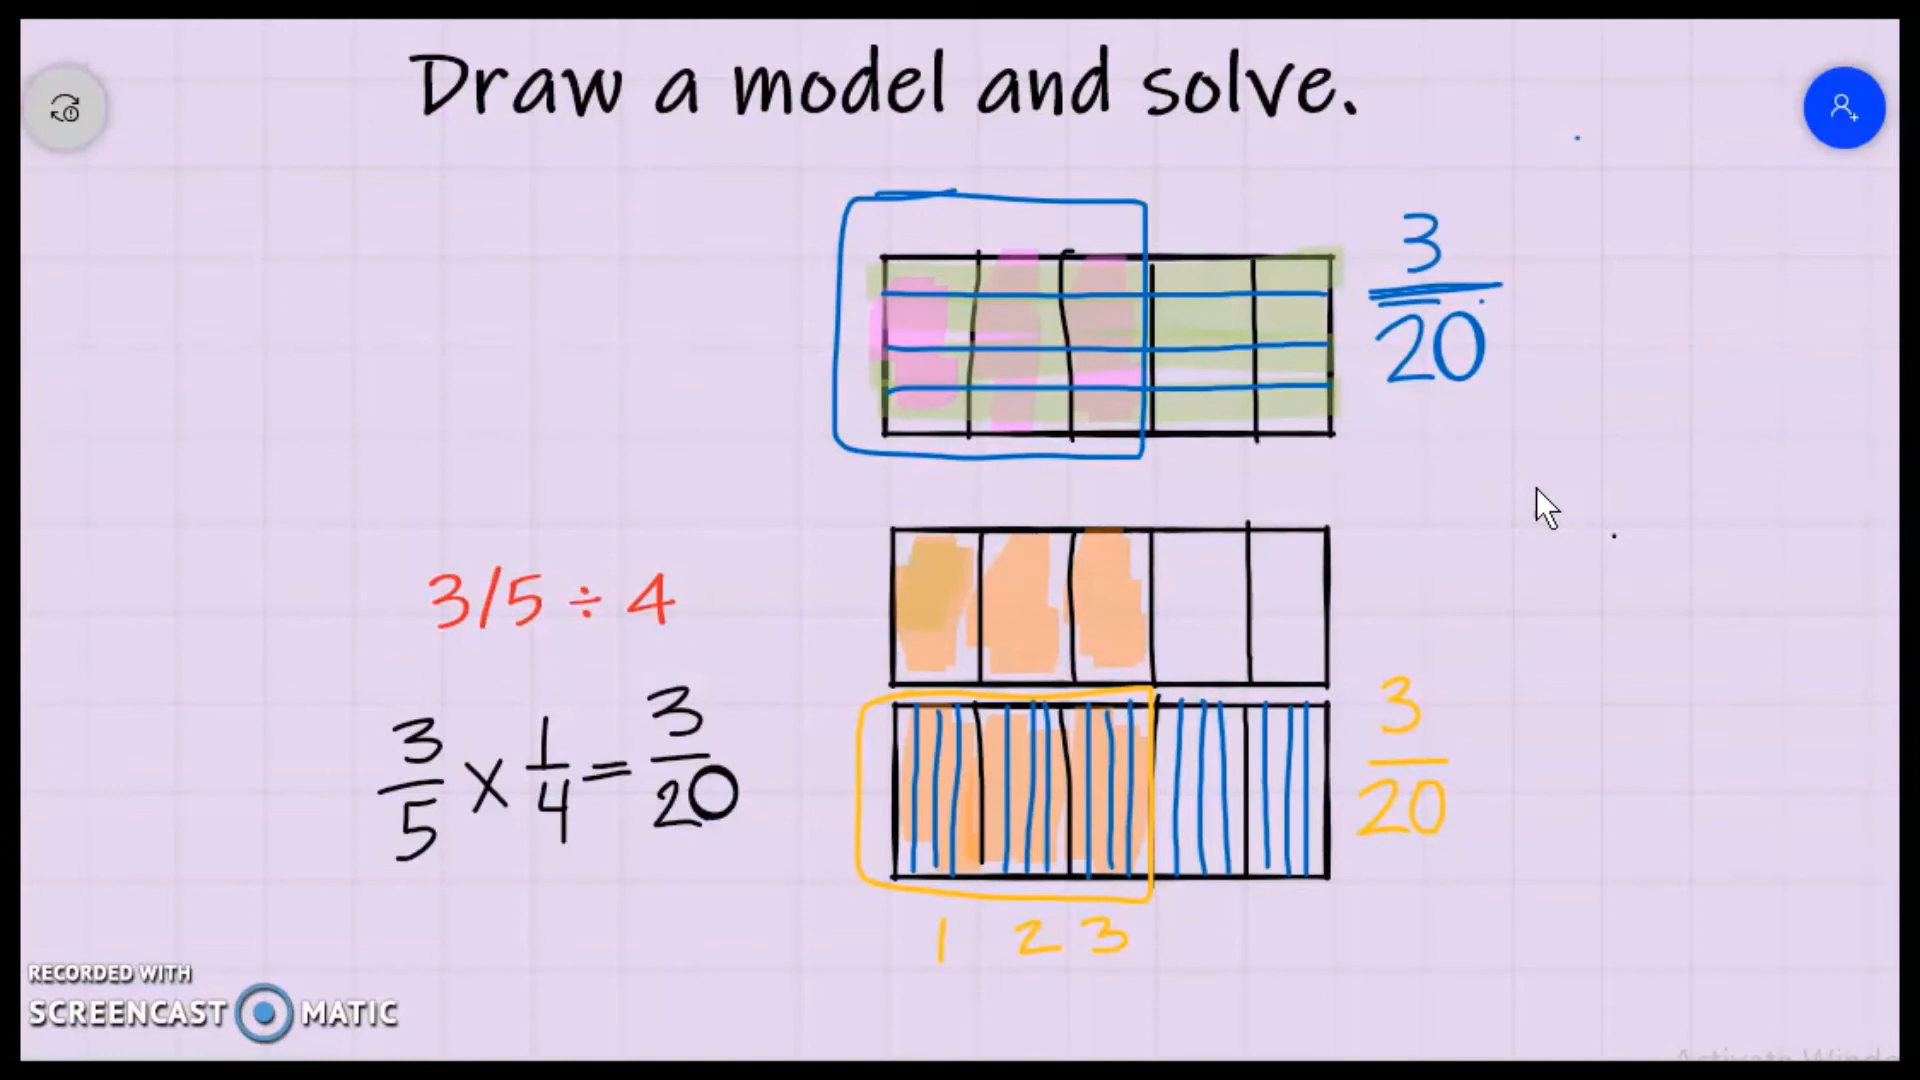 Draw a model and solve.
3
20
3/5 ÷ 4
3/5 × 1/4 = 3/20
3
20
1 2 3
RECORDED WITH
SCREENCAST MATIC